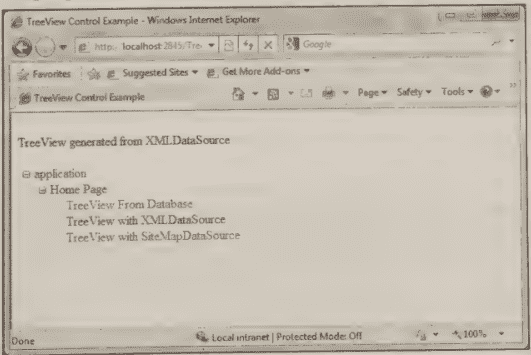 TreeView Control Example - Windows Internet Explorer
http: localhost:2845/Tre
Google
Favorites Suggested Sites Get More Add-ons
TreeView Control Example Page Safety Tools
TreeView generated from XMLDataSource
application
Home Page
TreeView From Database
TreeView with XMLDataSource
TreeView with SiteMapDataSource
Done Local intranet | Protected Mode: Off 100%